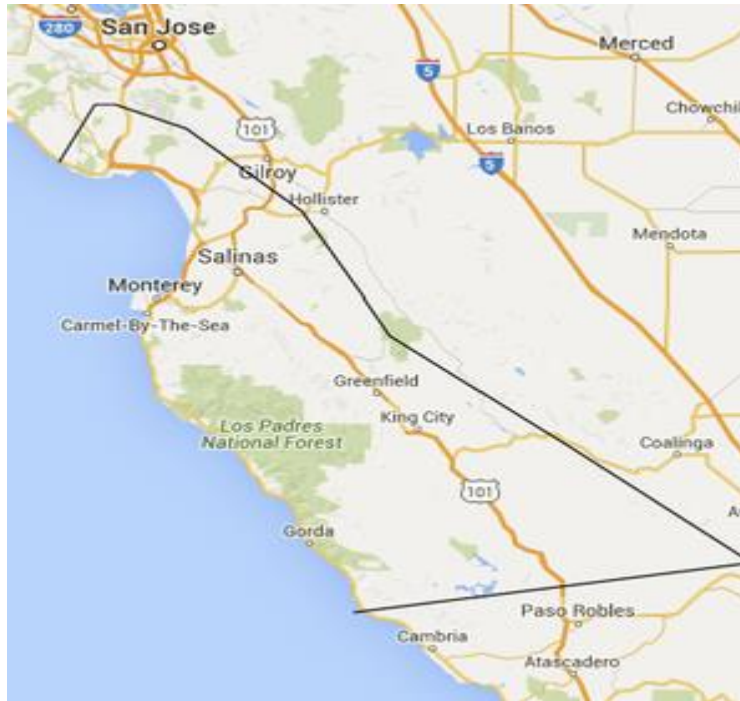 280
San Jose
5
Merced
Chowchil
101
Los Banos
5
Gilroy
Hollister
Mendota
Salinas
Monterey
Carmel-By-The-Sea
Greenfield
King City
Los Padres
National Forest
Coalinga
101
A
Gorda
Paso Robles
Cambria
Atascadero